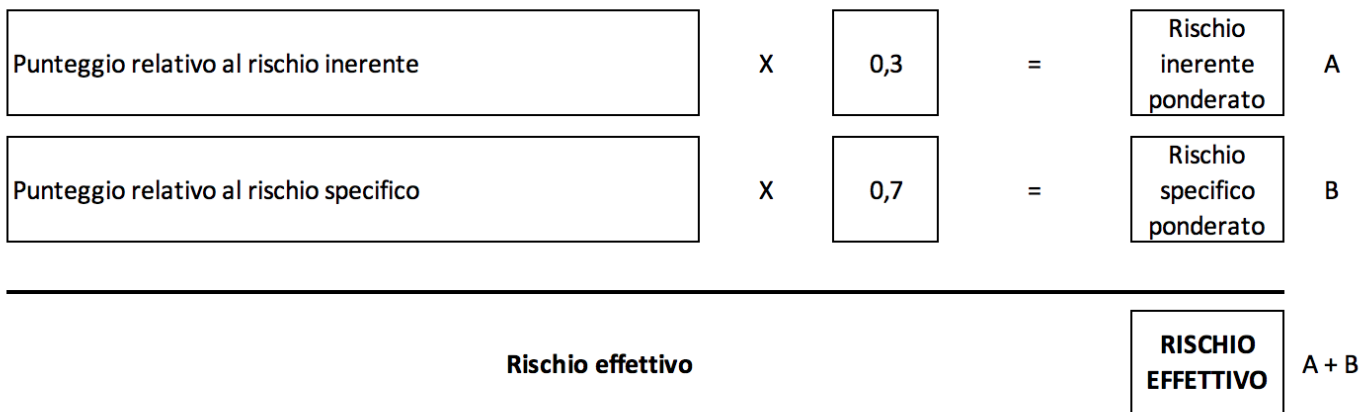 Punteggio relativo al rischio inerente X 0,3 = Rischio inerente ponderato A
Punteggio relativo al rischio specifico X 0,7 = Rischio specifico ponderato B
Rischio effettivo RISCHIO EFFETTIVO A + B